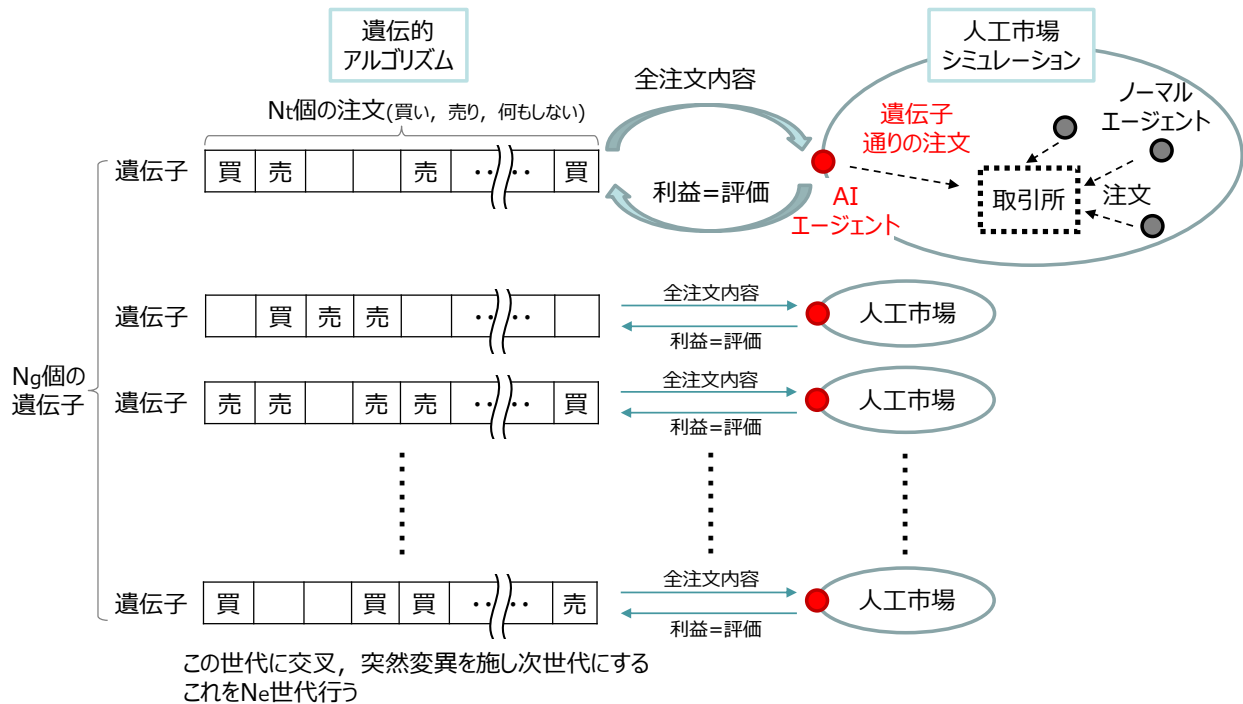 遺伝的
アルゴリズム
人工市場
シミュレーション
全注文内容
Nt個の注文(買い，売り，何もしない)
遺伝子
通りの注文
ノーマル
エージェント
遺伝子 買 売 売 ‥ ‥ 買
利益=評価
AI
エージェント
取引所
注文
遺伝子 買 売 売 ‥ ‥
全注文内容
利益=評価
人工市場
Ng個の
遺伝子
遺伝子 売 売 売 売 ‥ ‥ 買
全注文内容
利益=評価
人工市場
遺伝子 買 買 買 ‥ ‥ 売
全注文内容
利益=評価
人工市場
この世代に交叉，突然変異を施し次世代にする
これをNe世代行う